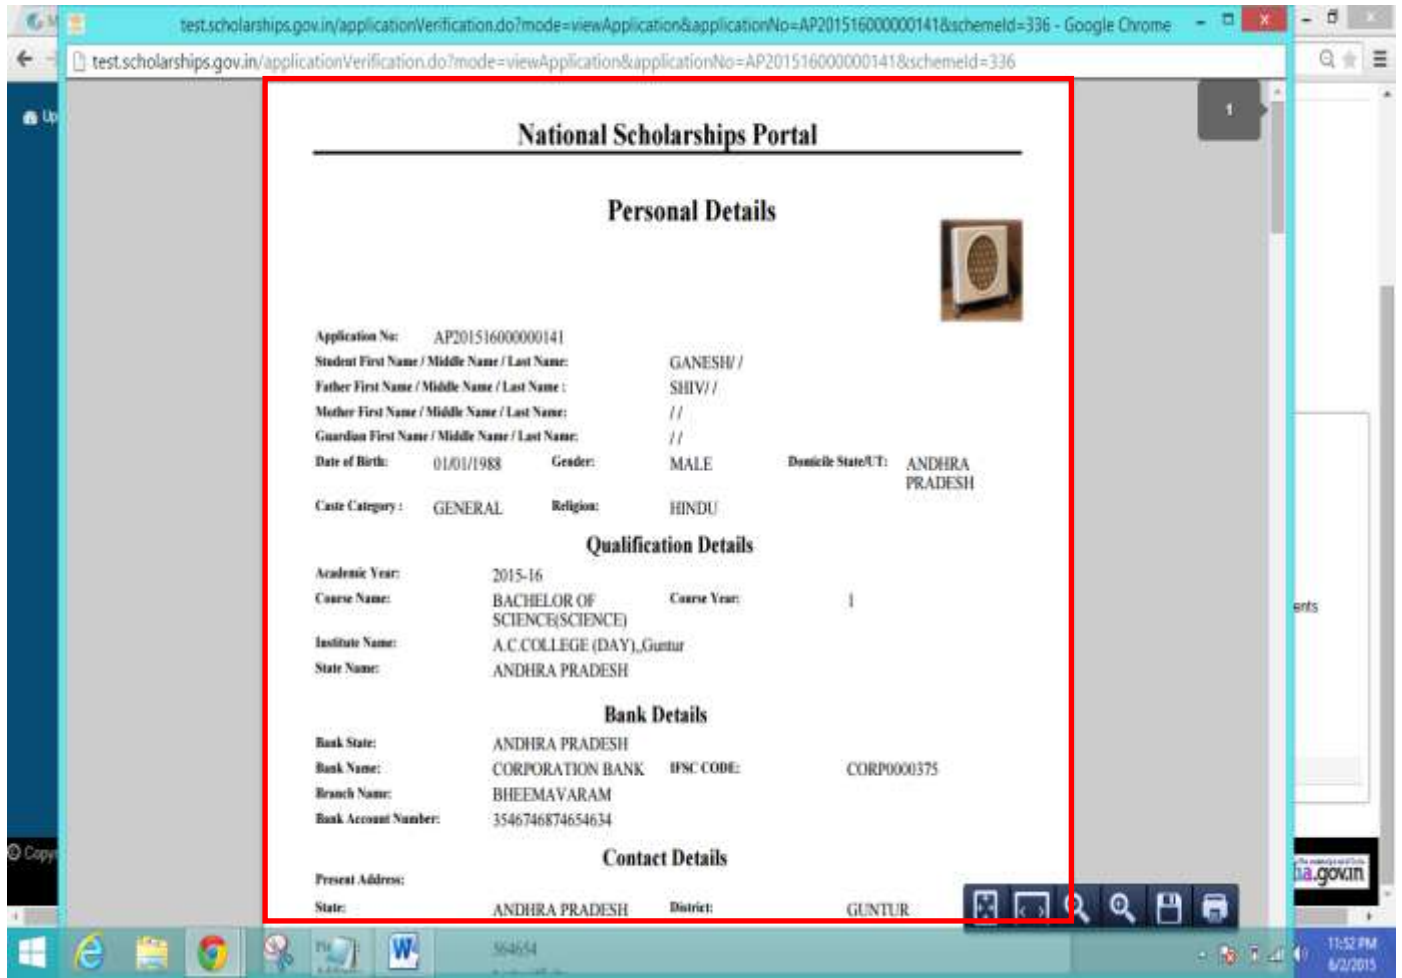 test.scholarships.gov.in/applicationVerification.do?mode=viewApplication&applicationNo=AP201516000000141&schemeId=336 - Google Chrome
test.scholarships.gov.in/applicationVerification.do?mode=viewApplication&applicationNo=AP201516000000141&schemeId=336
Up
1
National Scholarships Portal
Personal Details
Application No: AP201516000000141
Student First Name / Middle Name / Last Name: GANESH/ /
Father First Name / Middle Name / Last Name : SHIV/ /
Mother First Name / Middle Name / Last Name: / /
Guardian First Name / Middle Name / Last Name: / /
Date of Birth: 01/01/1988 Gender: MALE Domicile State/UT: ANDHRA
PRADESH
Caste Category : GENERAL Religion: HINDU
Qualification Details
Academic Year: 2015-16
Course Name: BACHELOR OF Course Year: 1
SCIENCE(SCIENCE)
ents
Institute Name: A.C.COLLEGE (DAY),,Guntur
State Name: ANDHRA PRADESH
Bank Details
Bank State: ANDHRA PRADESH
Bank Name: CORPORATION BANK IFSC CODE: CORP0000375
Branch Name: BHEEMAVARAM
Bank Account Number: 3546746874654634
Contact Details
© Copy
a.gov.in
Present Address:
State: ANDHRA PRADESH District: GUNTUR
564654
11:52 PM
6/2/2015